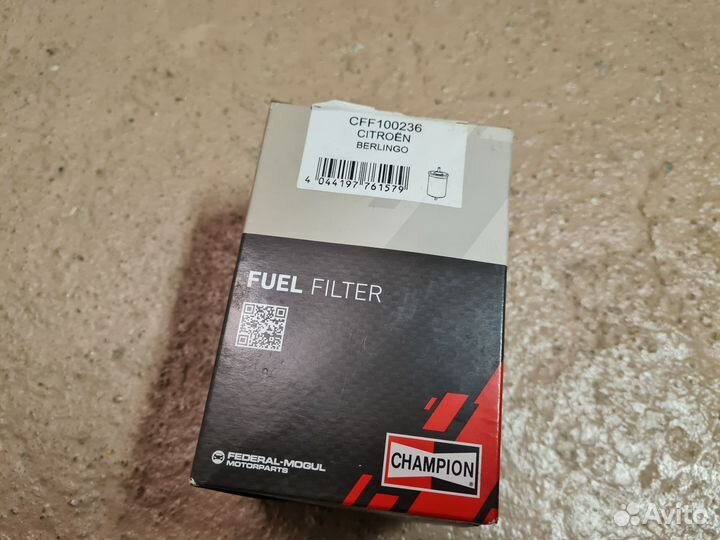 CFF100236
CITROËN
BERLINGO
4 044197 761579
FUEL FILTER
FEDERAL-MOGUL
MOTORPARTS
CHAMPION
®
Avito